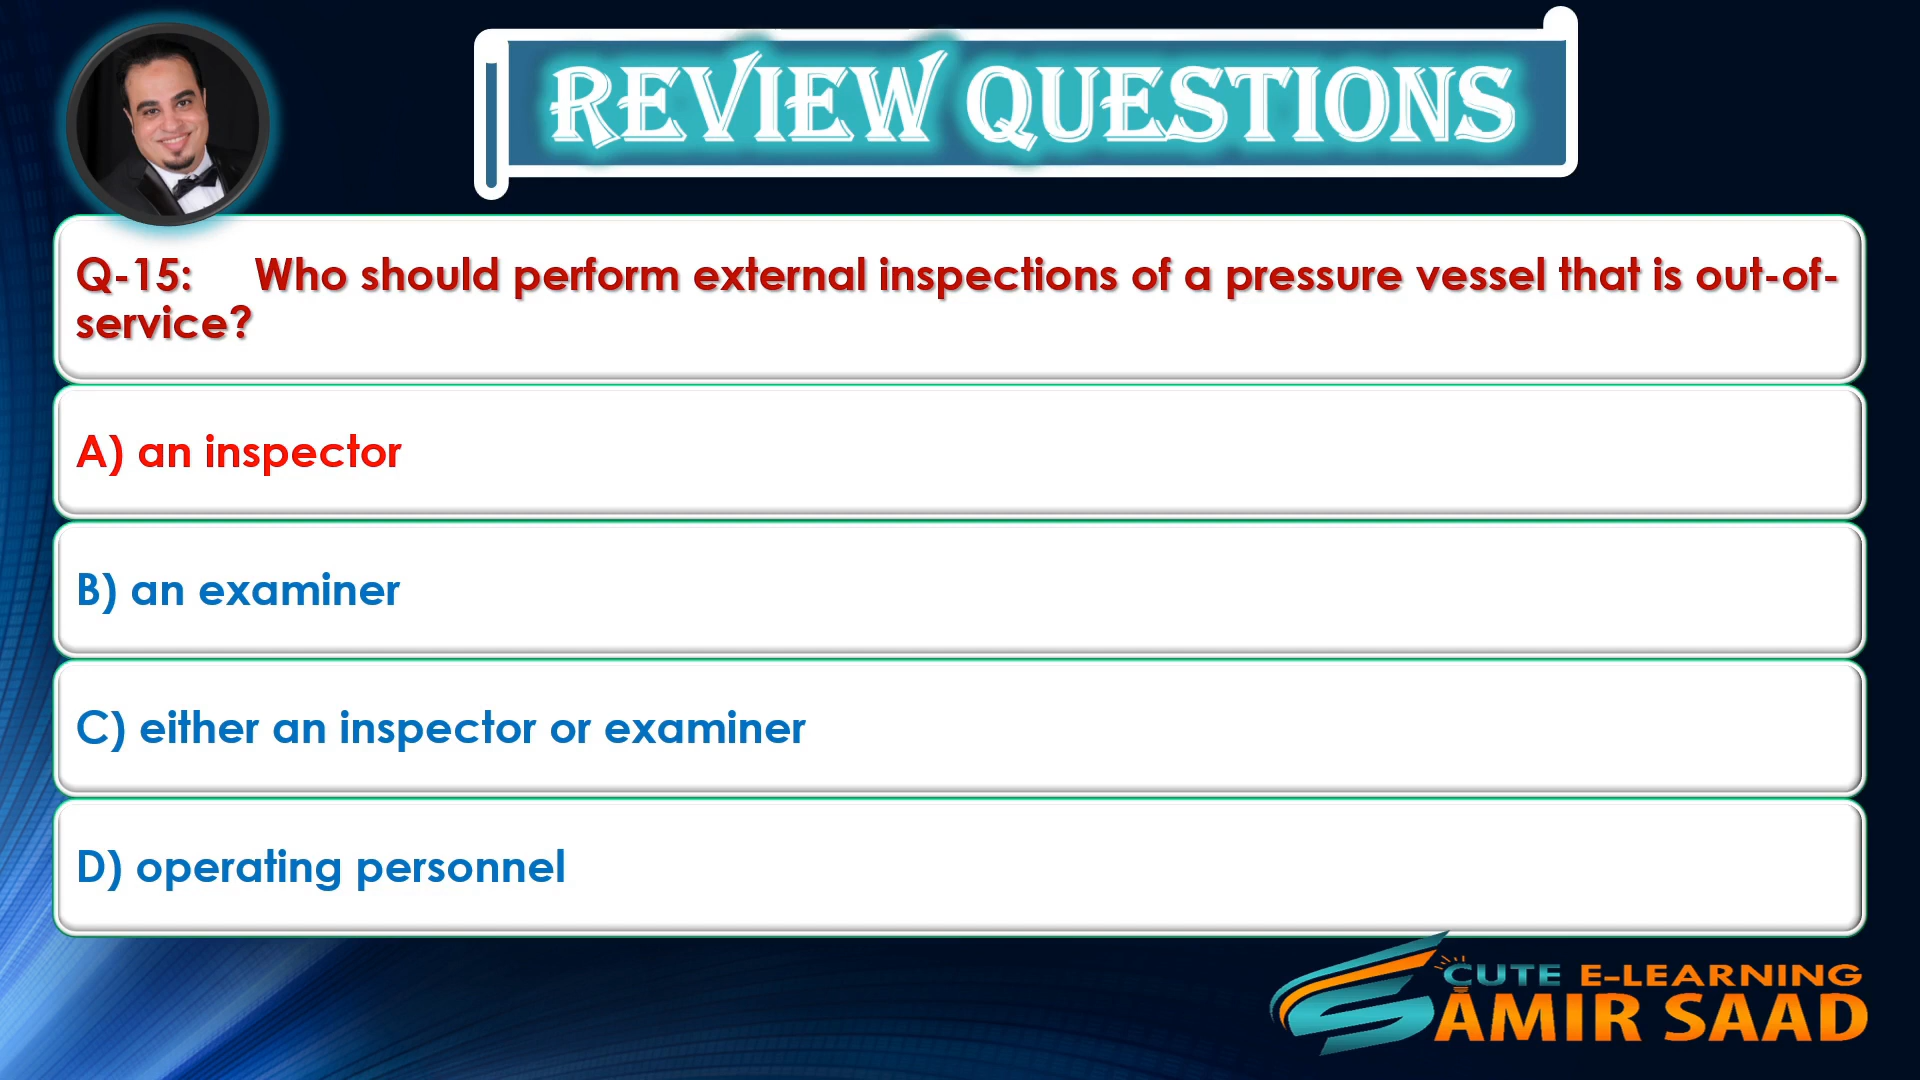 REVIEW QUESTIONS
Q-15: Who should perform external inspections of a pressure vessel that is out-of-
service?
A) an inspector
B) an examiner
C) either an inspector or examiner
D) operating personnel
CUTE E-LEARNING
AMIR SAAD